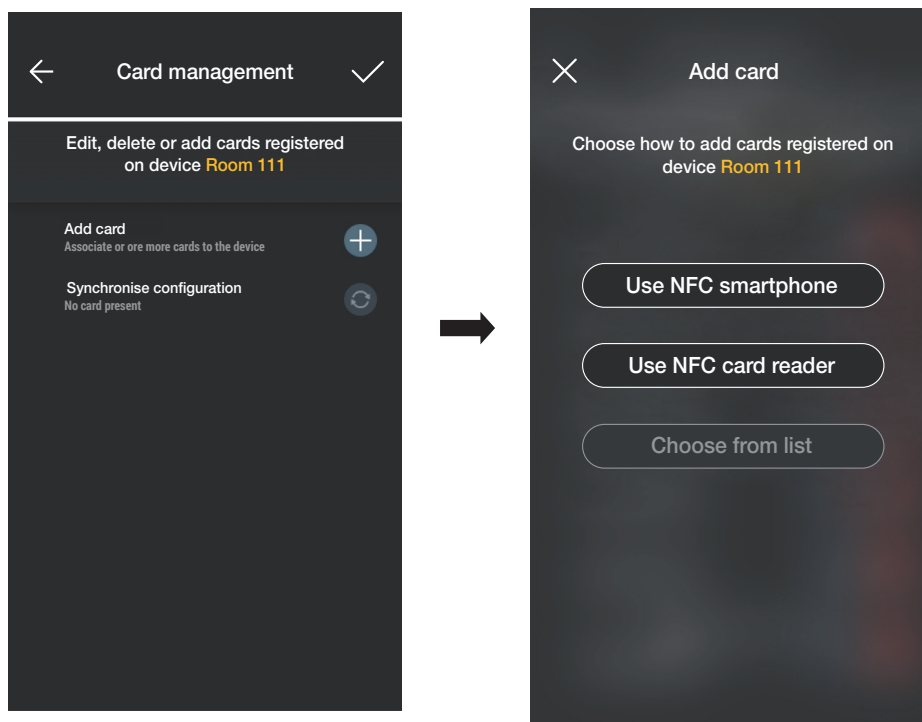 Card management
Edit, delete or add cards registered
on device Room 111
Add card
Associate or ore more cards to the device
Synchronise configuration
No card present
Add card
Choose how to add cards registered on
device Room 111
Use NFC smartphone
Use NFC card reader
Choose from list